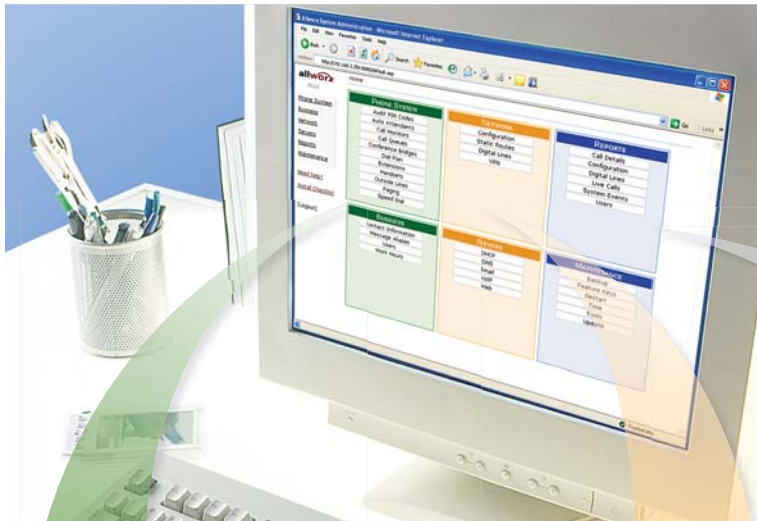 Allworx System Administration - Microsoft Internet Explorer
File Edit View Favorites Tools Help
Back Search Favorites
Address
Go Links
allworx
Home
Phone System
Business
Network
Servers
Reports
Maintenance
Need help?
Install Checklist
[Logout]
PHONE SYSTEM
Audit PIN Codes
Auto Attendants
Call Monitors
Call Queues
Conference Bridges
Dial Plan
Extensions
Handsets
Outside Lines
Paging
Speed Dial
NETWORK
Configuration
Static Routes
Digital Lines
VPN
REPORTS
Call Details
Configuration
Digital Lines
Live Calls
System Events
Users
BUSINESS
Contact Information
Message Aliases
Users
Work Hours
SERVERS
DHCP
DNS
Email
VoIP
Web
MAINTENANCE
Backup
Feature Keys
Restart
Time
Tools
Update